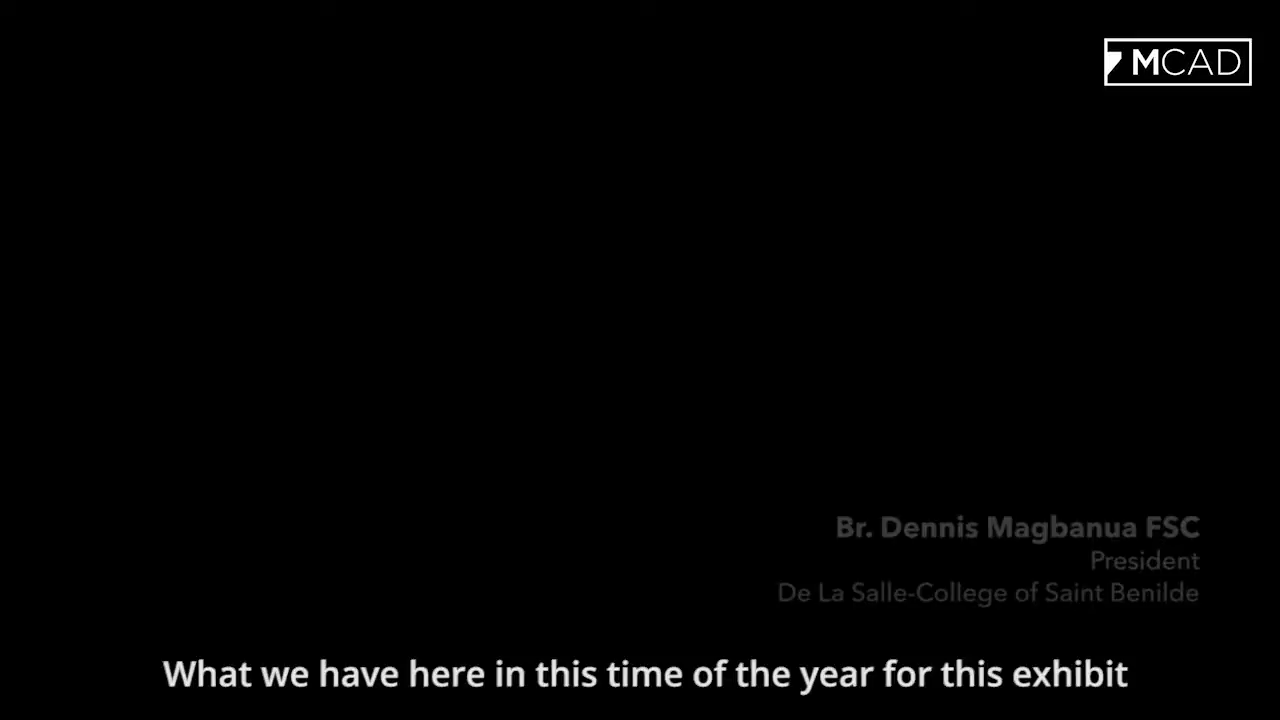 MCAD
Br. Dennis Magbanua FSC
President
De La Salle-College of Saint Benilde
What we have here in this time of the year for this exhibit